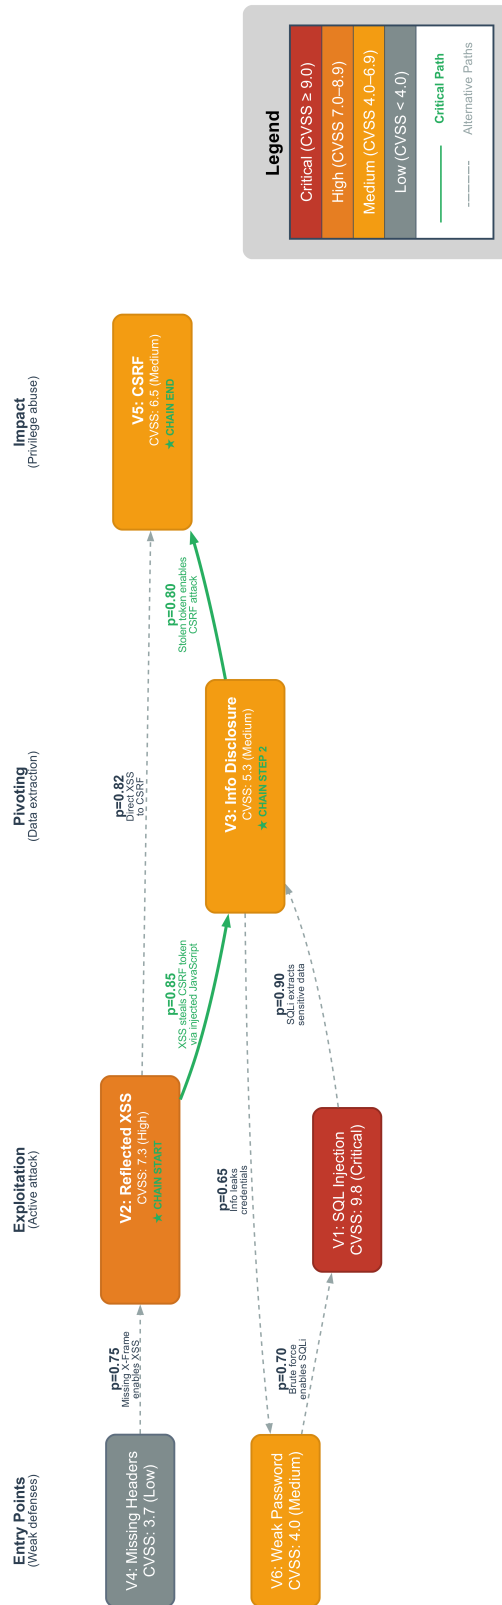 Entry Points
(Weak defenses)
Exploitation
(Active attack)
Pivoting
(Data extraction)
Impact
(Privilege abuse)
V4: Missing Headers
CVSS: 3.7 (Low)
p=0.75
Missing X-Frame
enables XSS
V2: Reflected XSS
CVSS: 7.3 (High)
★ CHAIN START
p=0.82
Direct XSS
to CSRF
V5: CSRF
CVSS: 6.5 (Medium)
★ CHAIN END
p=0.85
XSS steals CSRF token
via injected JavaScript
V3: Info Disclosure
CVSS: 5.3 (Medium)
★ CHAIN STEP 2
p=0.80
Stolen token enables
CSRF attack
p=0.65
Info leaks
credentials
V6: Weak Password
CVSS: 4.0 (Medium)
p=0.70
Brute force
enables SQLi
V1: SQL Injection
CVSS: 9.8 (Critical)
p=0.90
SQLi extracts
sensitive data
Legend
Critical (CVSS ≥ 9.0)
High (CVSS 7.0–8.9)
Medium (CVSS 4.0–6.9)
Low (CVSS < 4.0)
Critical Path
Alternative Paths